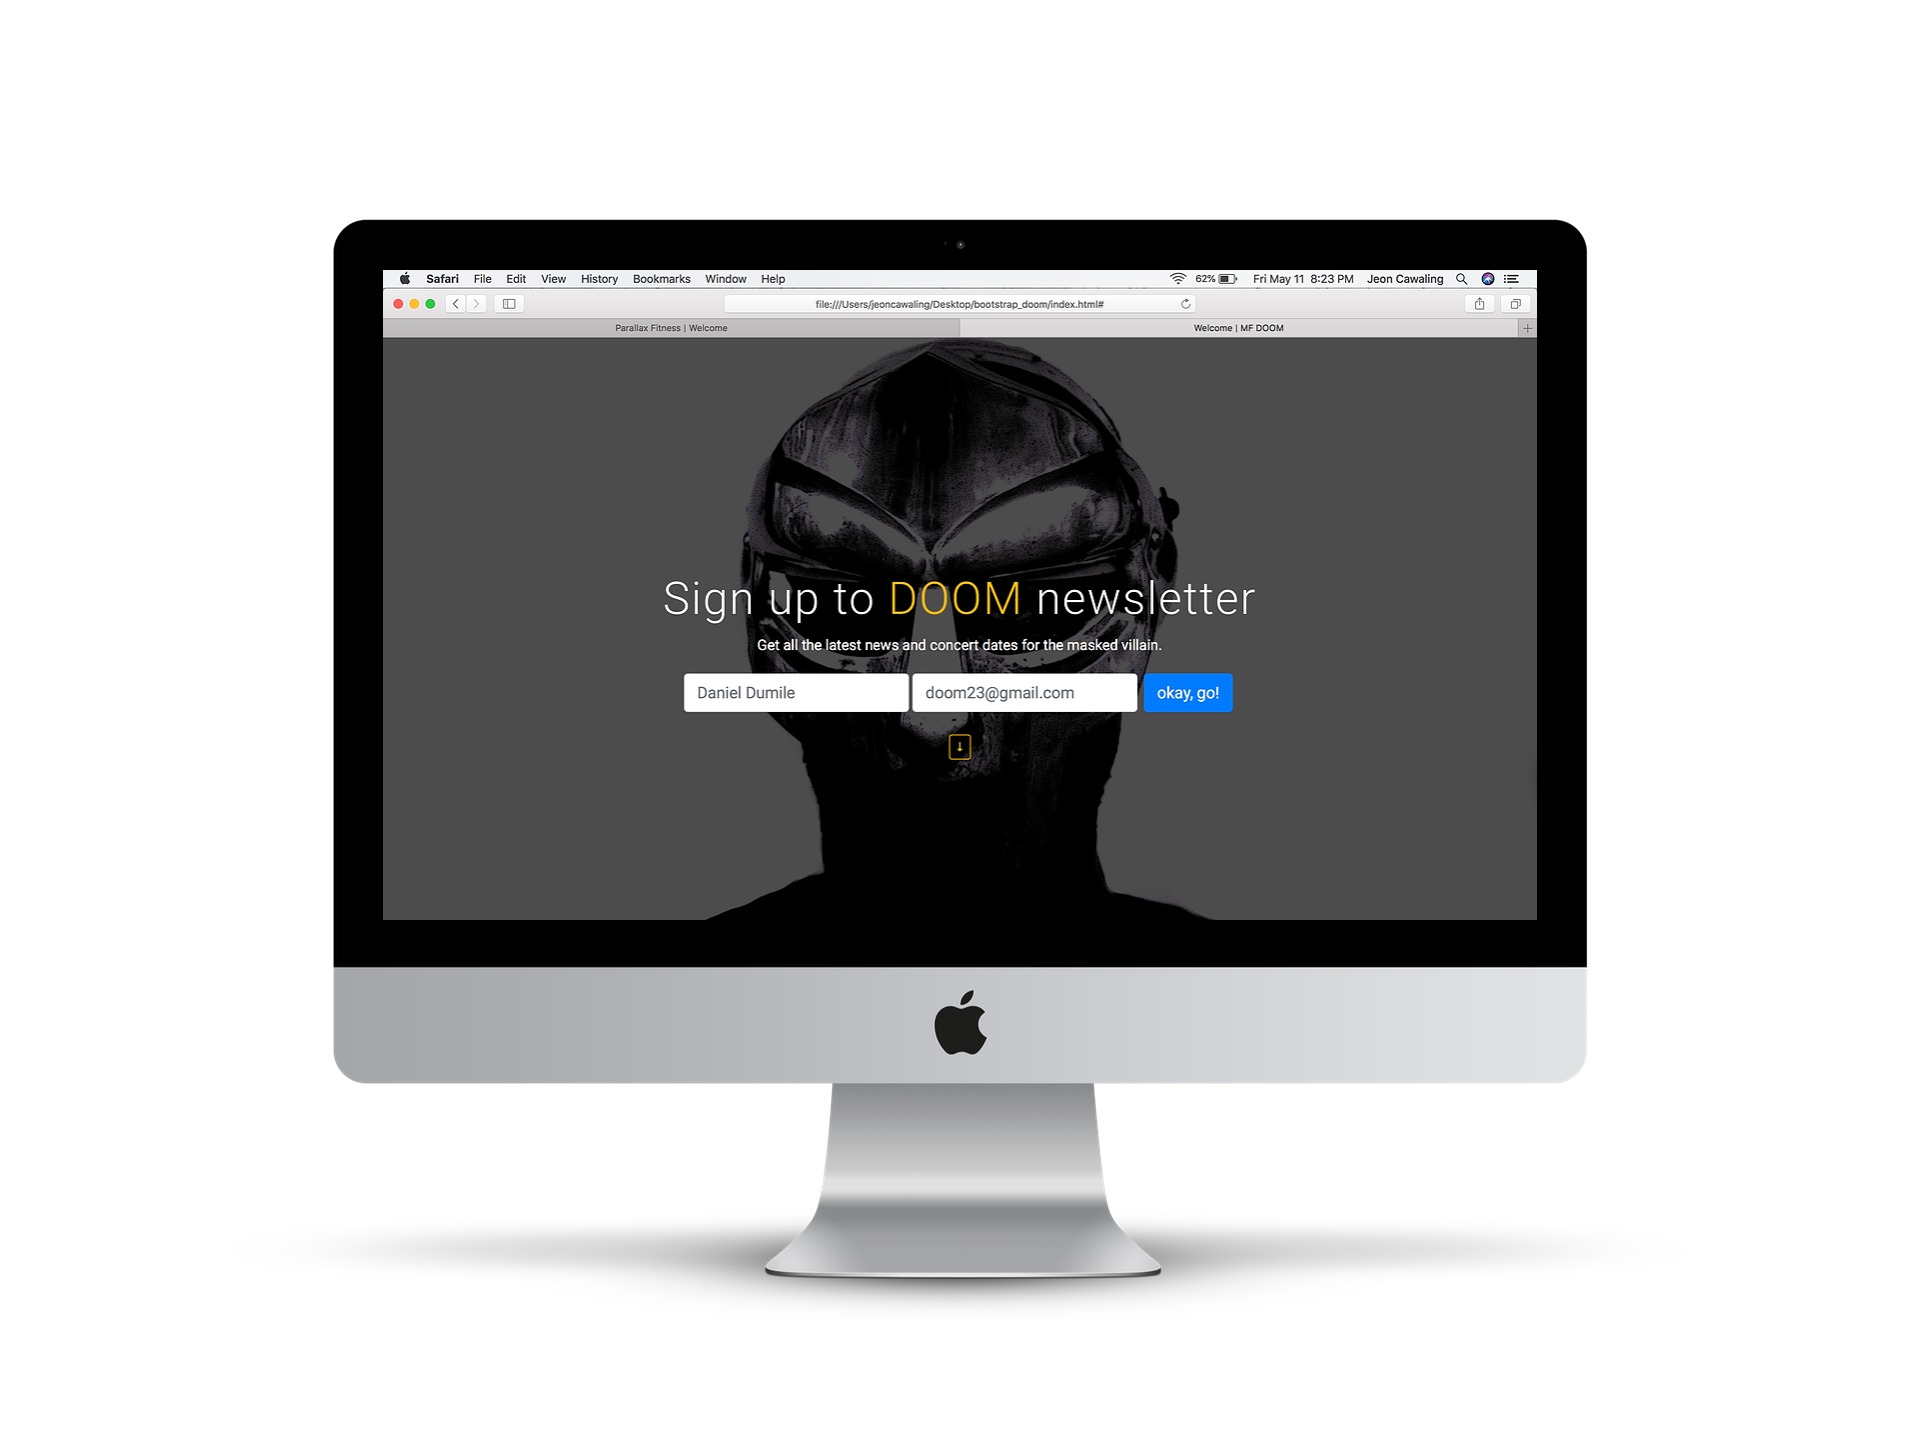 Safari File Edit View History Bookmarks Window Help 62% Fri May 11 8:23 PM Jeon Cawaling
file:///Users/jeoncawaling/Desktop/bootstrap_doom/index.html#
Parallax Fitness | Welcome Welcome | MF DOOM
Sign up to DOOM newsletter
Get all the latest news and concert dates for the masked villain.
Daniel Dumile doom23@gmail.com okay, go!